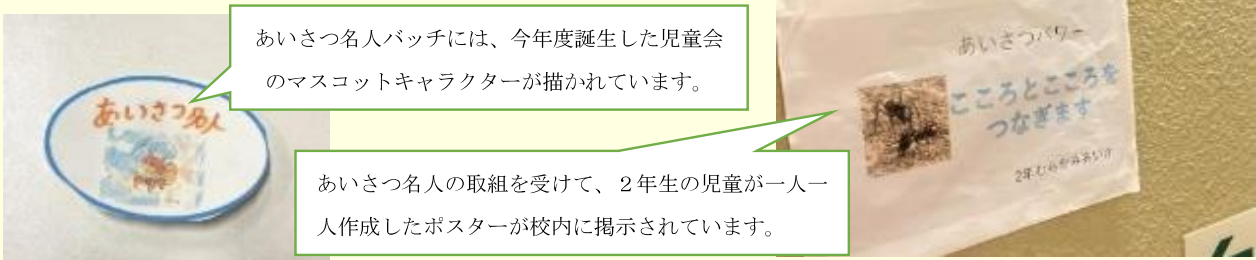 あいさつ名人バッチには、今年度誕生した児童会
のマスコットキャラクターが描かれています。
あいさつ名人
あいさつパワー
こころとこころを
つなぎます
あいさつ名人の取組を受けて、２年生の児童が一人一
人作成したポスターが校内に掲示されています。